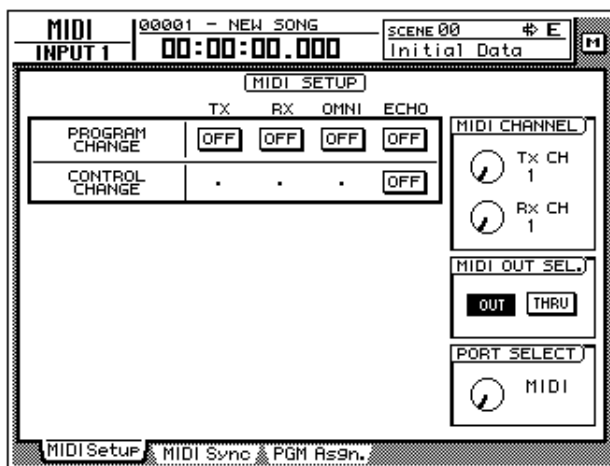 MIDI
INPUT 1
00001 - NEW SONG
00:00:00.000
SCENE 00 E
Initial Data
M
MIDI SETUP
TX RX OMNI ECHO
PROGRAM
CHANGE
OFF OFF OFF OFF
CONTROL
CHANGE
. . . OFF
MIDI CHANNEL
Tx CH
1
Rx CH
1
MIDI OUT SEL.
OUT THRU
PORT SELECT
MIDI
MIDI Setup MIDI Sync PGM Asgn.